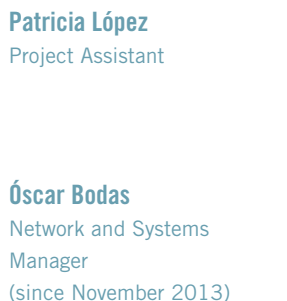 Patricia López
Project Assistant
Óscar Bodas
Network and Systems
Manager
(since November 2013)